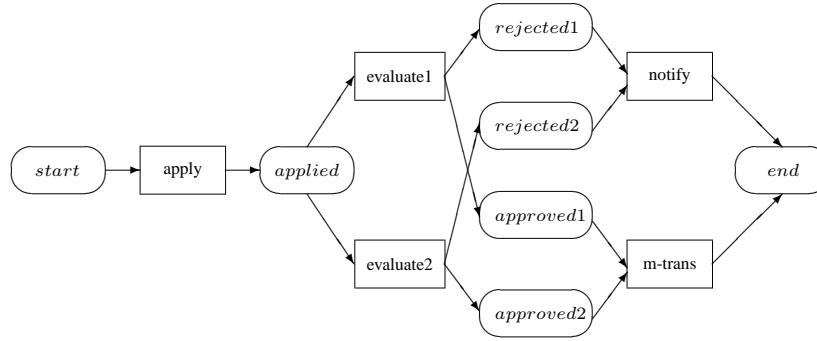 start
apply
applied
evaluate1
evaluate2
rejected1
rejected2
approved1
approved2
notify
m-trans
end